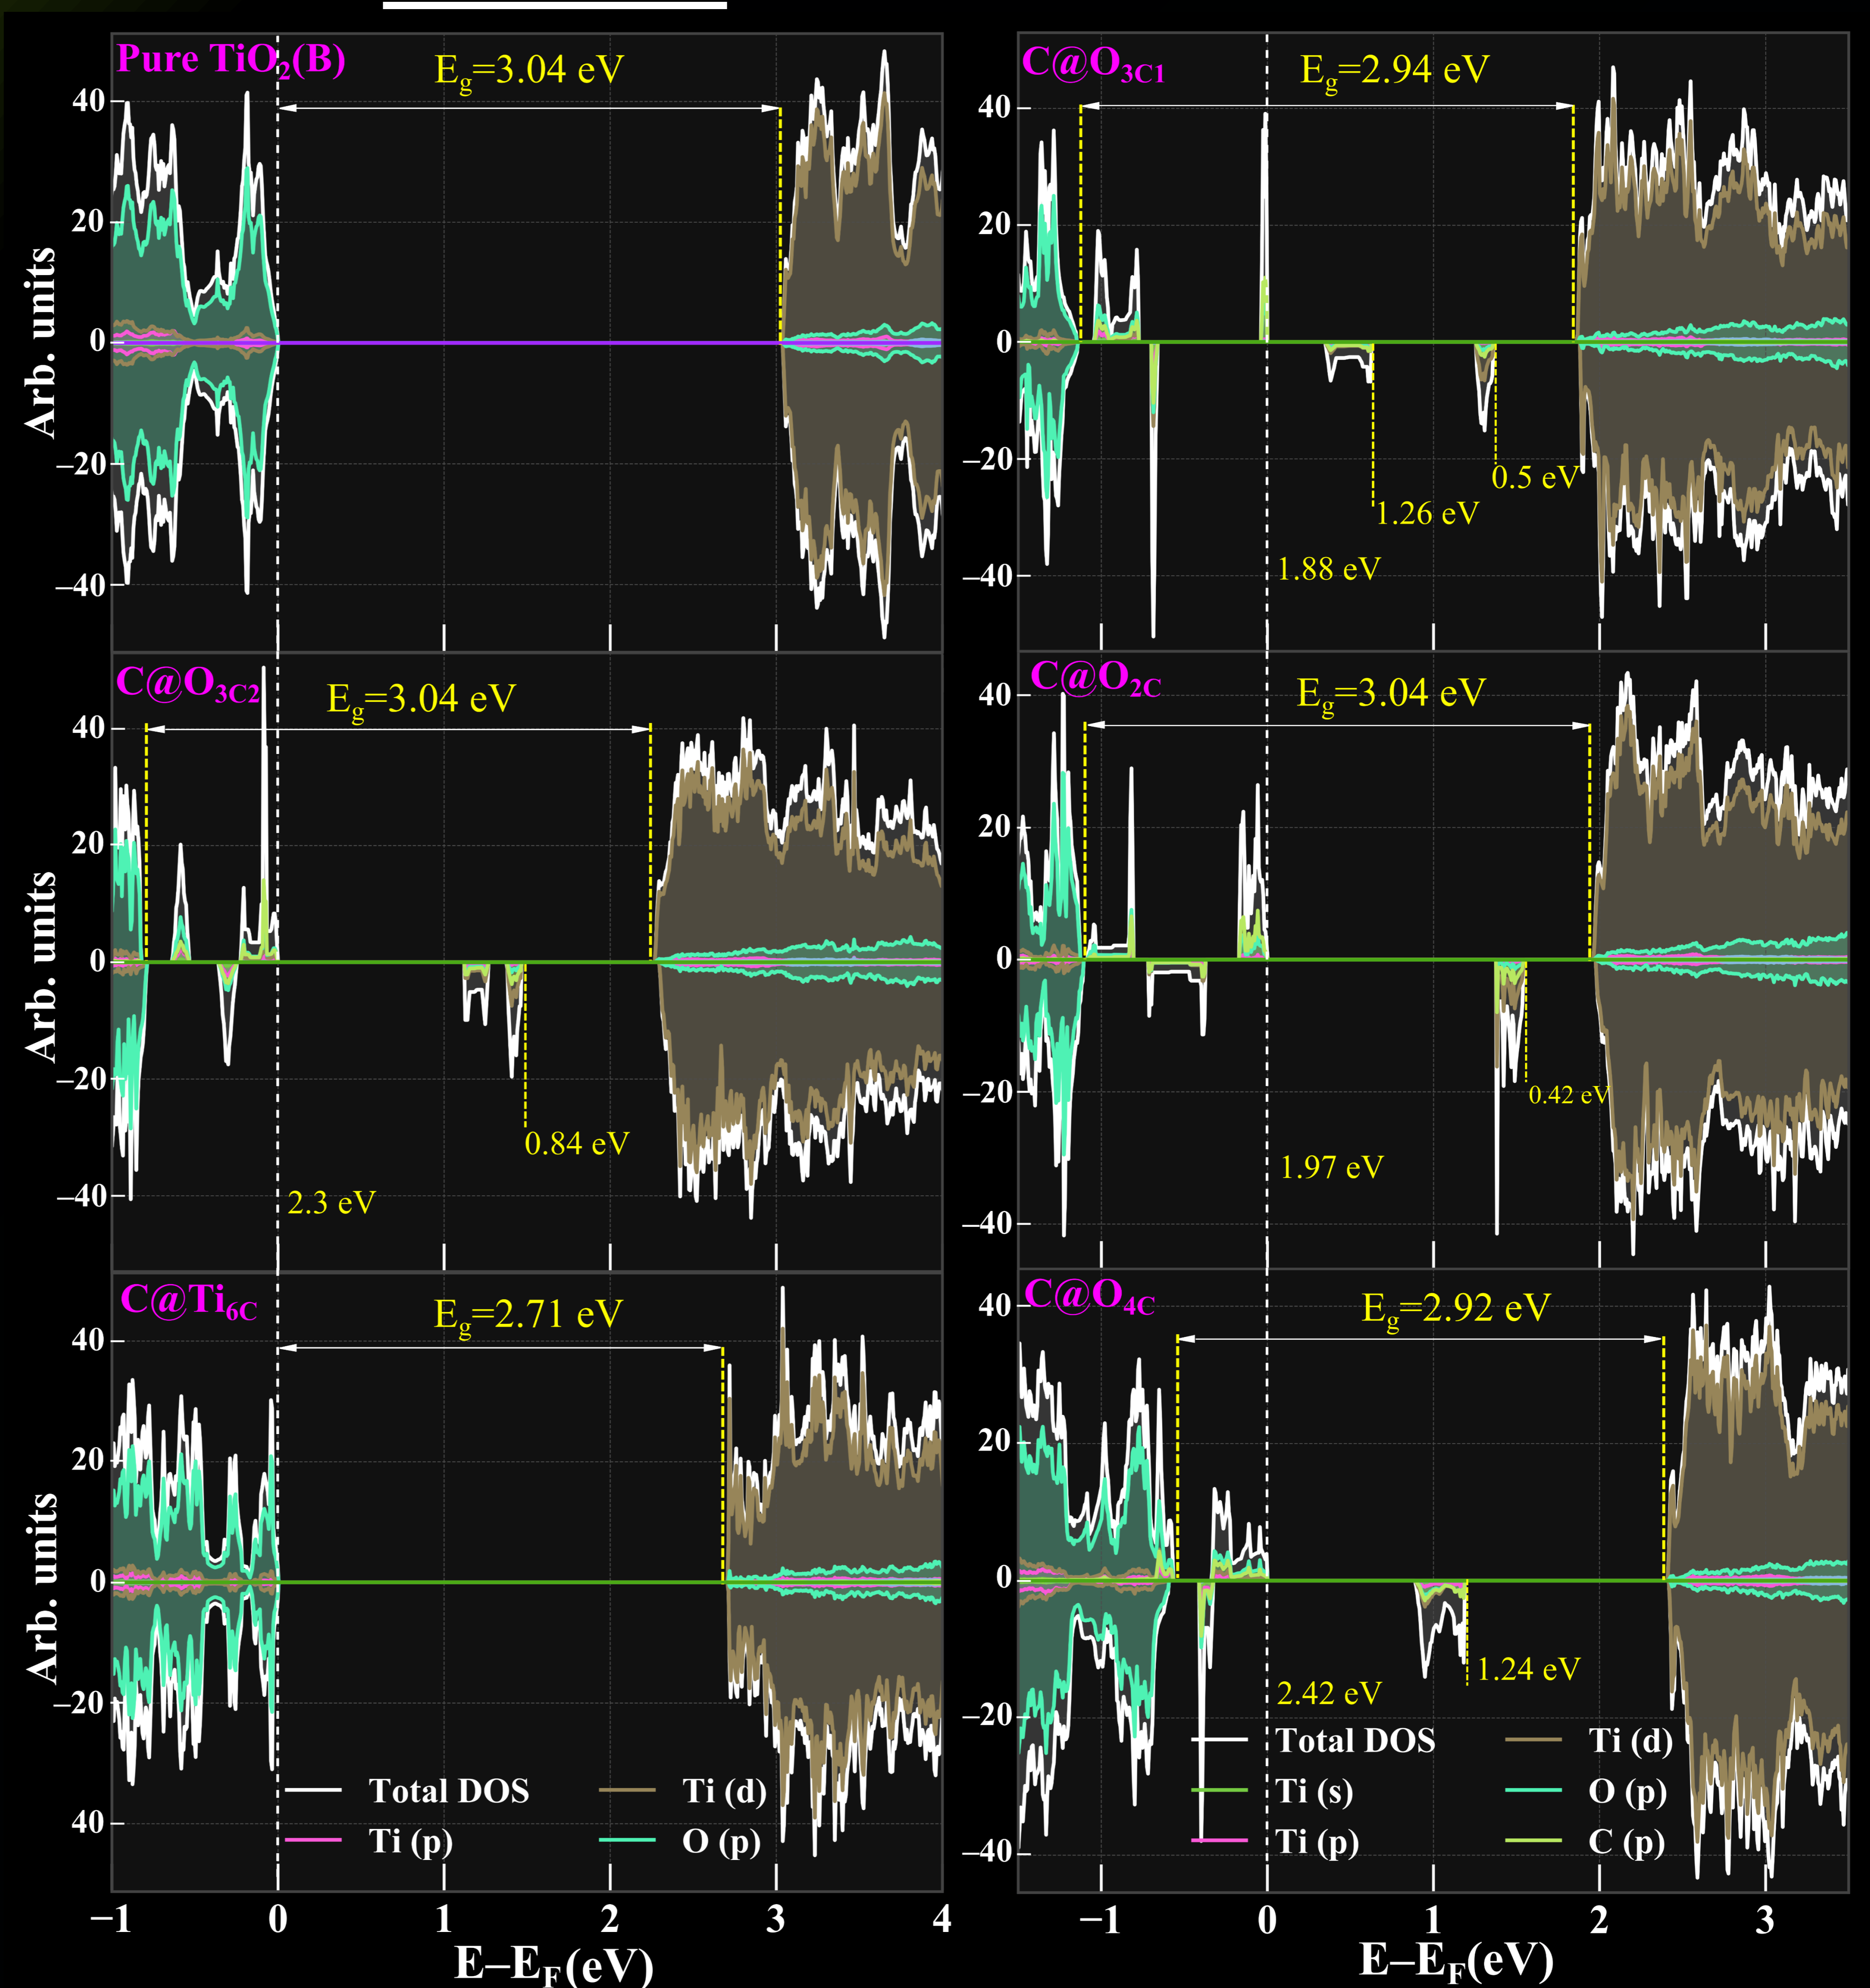 Pure TiO2(B)
Eg=3.04 eV
40
20
0
−20
−40
Arb. units
C@O3C1
Eg=2.94 eV
40
20
0
−20
−40
0.5 eV
1.26 eV
1.88 eV
C@O3C2
Eg=3.04 eV
40
20
0
−20
−40
Arb. units
0.84 eV
2.3 eV
C@O2C
Eg=3.04 eV
40
20
0
−20
−40
0.42 eV
1.97 eV
C@Ti6C
Eg=2.71 eV
40
20
0
−20
40
Arb. units
Total DOS
Ti (d)
Ti (p)
O (p)
−1 0 1 2 3 4
E−EF(eV)
C@O4C
Eg=2.92 eV
40
20
0
−20
−40
1.24 eV
2.42 eV
Total DOS
Ti (d)
Ti (s)
O (p)
Ti (p)
C (p)
−1 0 1 2 3
E−EF(eV)